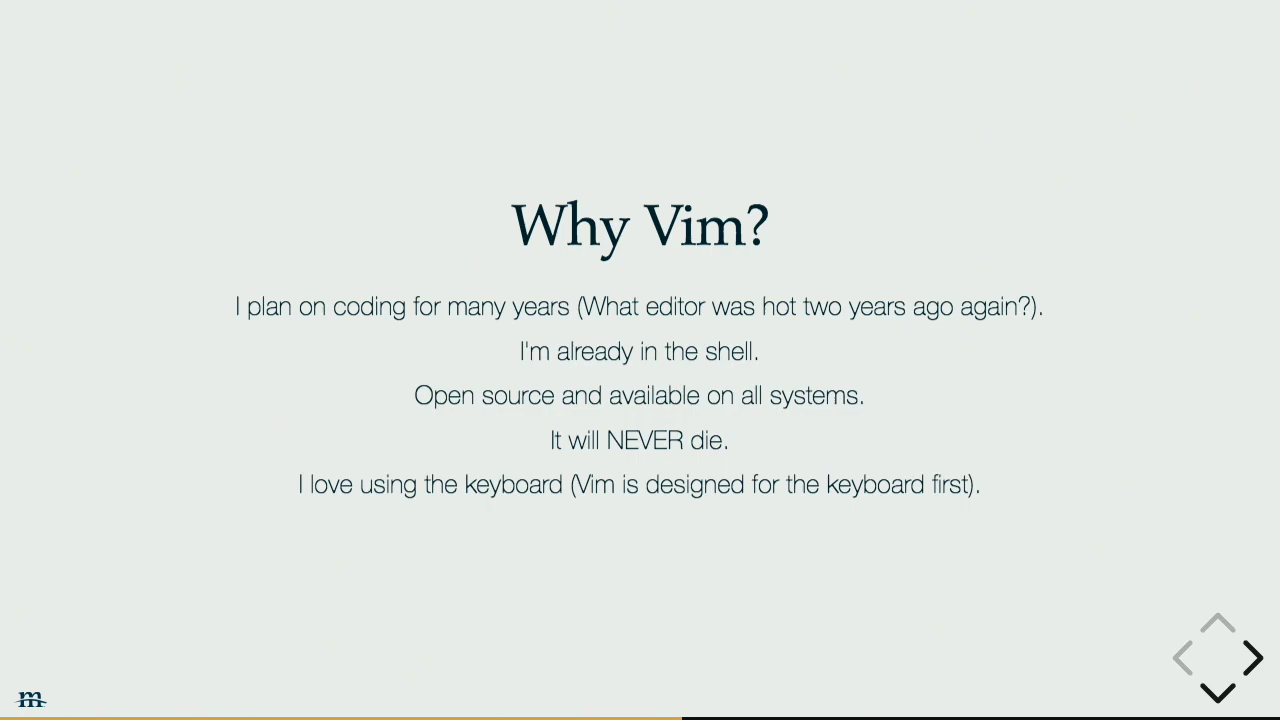 Why Vim?
I plan on coding for many years (What editor was hot two years ago again?).
I'm already in the shell.
Open source and available on all systems.
It will NEVER die.
I love using the keyboard (Vim is designed for the keyboard first).
m